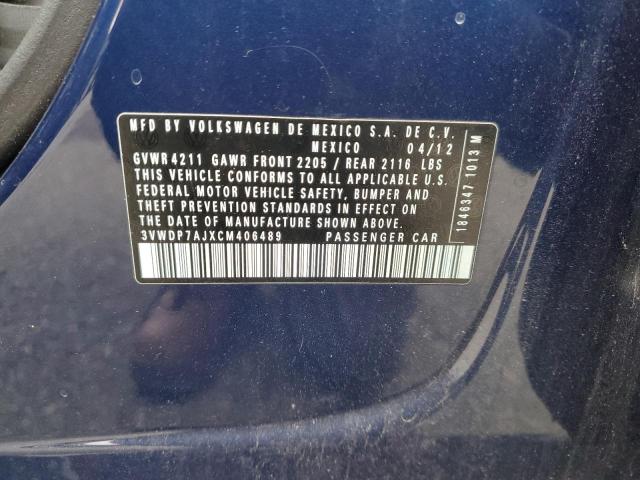 MFD BY VOLKSWAGEN DE MEXICO S.A. DE C.V.
MEXICO 04/12
GVWR 4211 GAWR FRONT 2205 / REAR 2116 LBS
THIS VEHICLE CONFORMS TO ALL APPLICABLE U.S.
FEDERAL MOTOR VEHICLE SAFETY, BUMPER AND
THEFT PREVENTION STANDARDS IN EFFECT ON
THE DATE OF MANUFACTURE SHOWN ABOVE.
3VWDP7AJXCM406489 PASSENGER CAR
1846347 1013 M